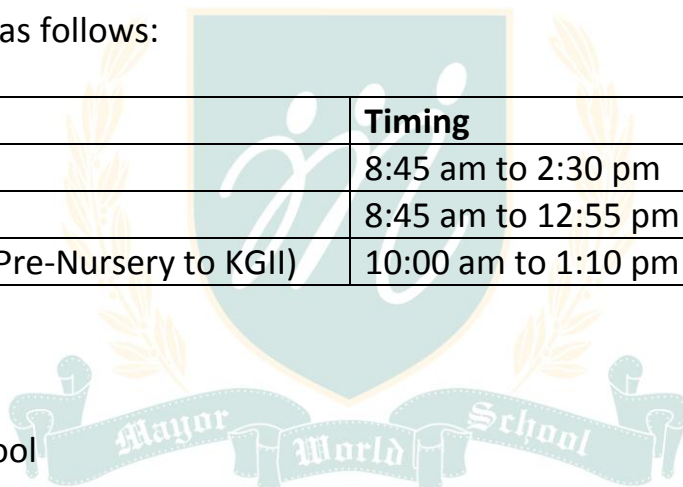 as follows:
Timing
8:45 am to 2:30 pm
8:45 am to 12:55 pm
Pre-Nursery to KGII) 10:00 am to 1:10 pm
Mayor World School
ool